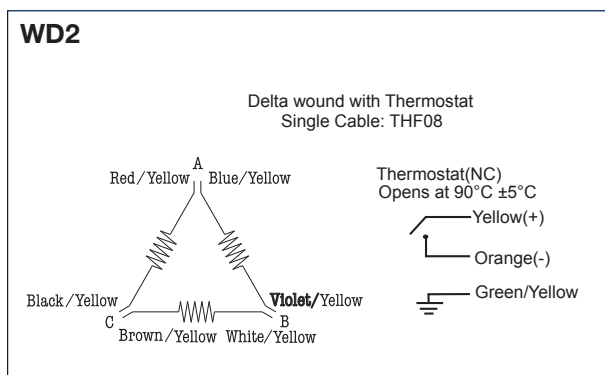 WD2
Delta wound with Thermostat
Single Cable: THF08
A
Red/Yellow Blue/Yellow
Thermostat(NC)
Opens at 90°C ±5°C
Yellow(+)
Orange(-)
Green/Yellow
Black/Yellow Violet/Yellow
C B
Brown/Yellow White/Yellow